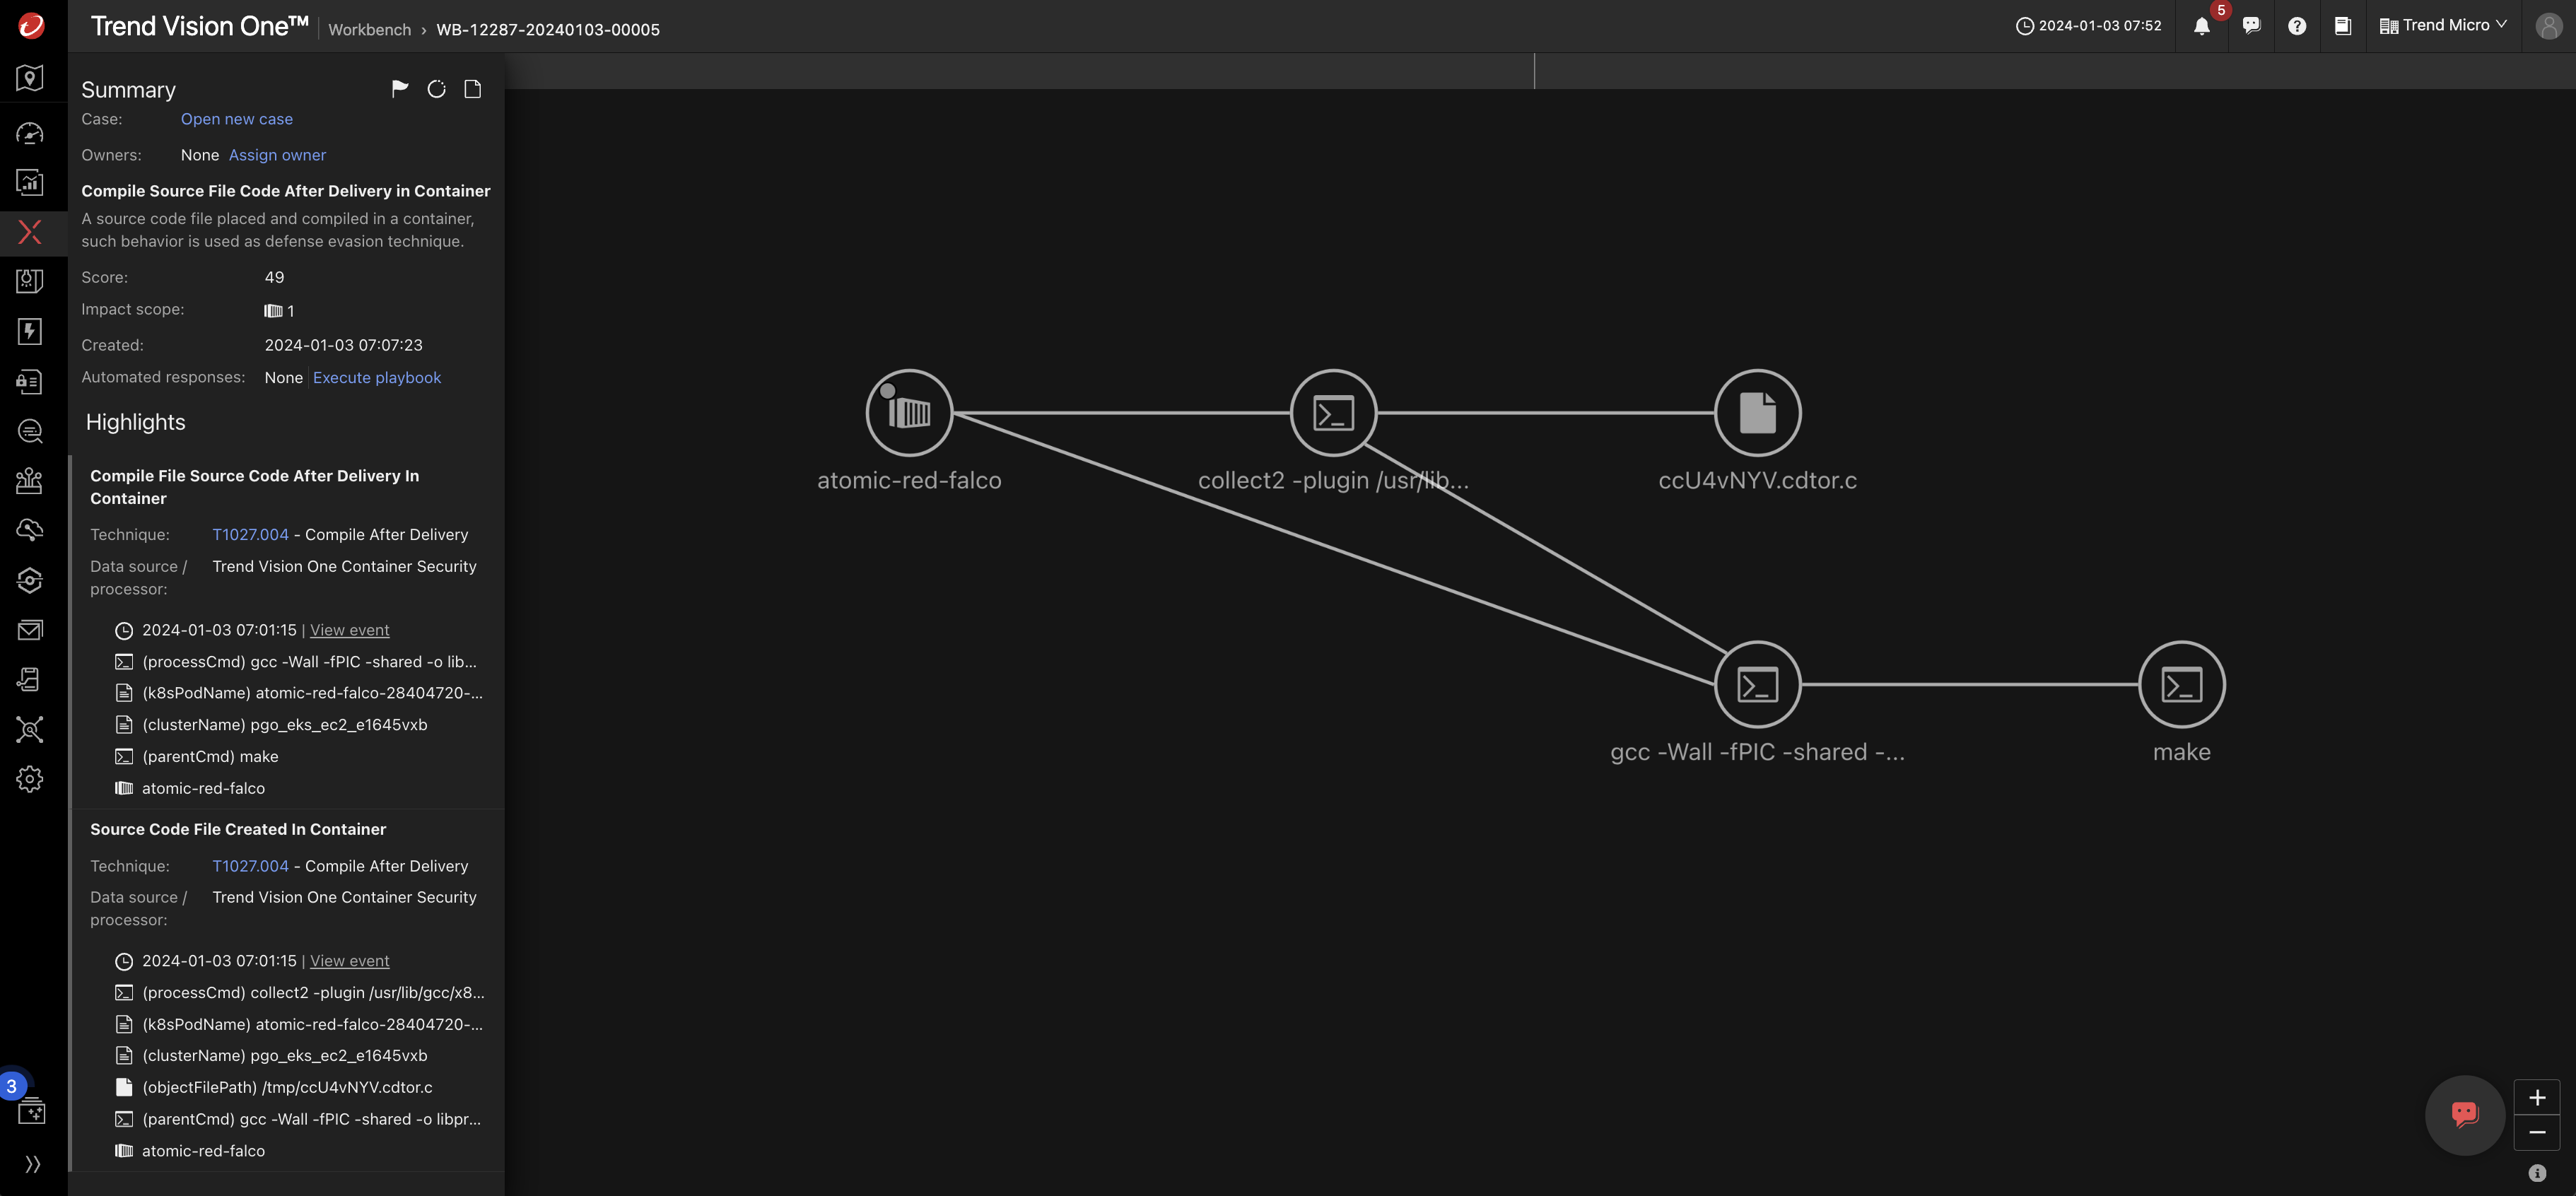 Trend Vision One™
Workbench › WB-12287-20240103-00005
2024-01-03 07:52
5
Trend Micro
Summary
Case: Open new case
Owners: None Assign owner
Compile Source File Code After Delivery in Container
A source code file placed and compiled in a container,
such behavior is used as defense evasion technique.
Score: 49
Impact scope: 1
Created: 2024-01-03 07:07:23
Automated responses: None | Execute playbook
Highlights
Compile File Source Code After Delivery In
Container
Technique: T1027.004 - Compile After Delivery
Data source / Trend Vision One Container Security
processor:
2024-01-03 07:01:15 | View event
(processCmd) gcc -Wall -fPIC -shared -o lib...
(k8sPodName) atomic-red-falco-28404720-...
(clusterName) pgo_eks_ec2_e1645vxb
(parentCmd) make
atomic-red-falco
Source Code File Created In Container
Technique: T1027.004 - Compile After Delivery
Data source / Trend Vision One Container Security
processor:
2024-01-03 07:01:15 | View event
(processCmd) collect2 -plugin /usr/lib/gcc/x8...
(k8sPodName) atomic-red-falco-28404720-...
(clusterName) pgo_eks_ec2_e1645vxb
(objectFilePath) /tmp/ccU4vNYV.cdtor.c
(parentCmd) gcc -Wall -fPIC -shared -o libpr...
atomic-red-falco
3
atomic-red-falco
collect2 -plugin /usr/lib...
ccU4vNYV.cdtor.c
gcc -Wall -fPIC -shared -...
make